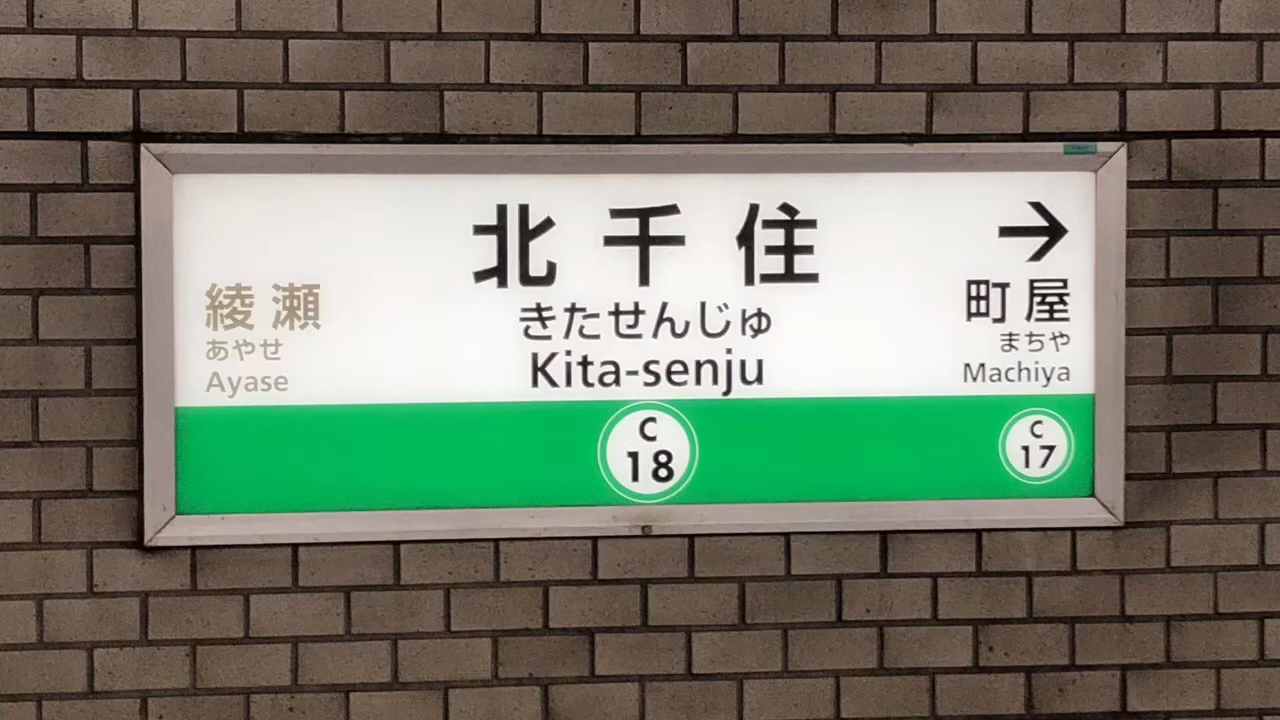 北千住
きたせんじゅ
Kita-senju
綾瀬
あやせ
Ayase
→
町屋
まちや
Machiya
C
18
C
17